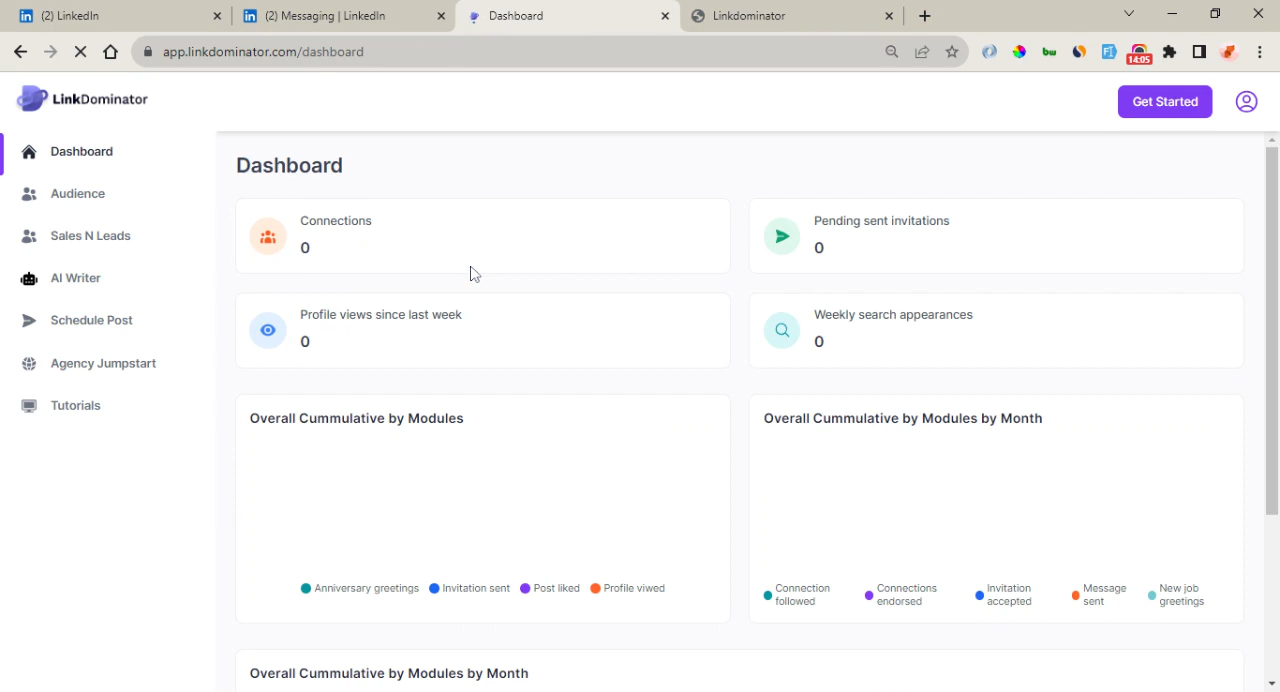 (2) LinkedIn
(2) Messaging | LinkedIn
Dashboard
Linkdominator
app.linkdominator.com/dashboard
bw
FI
14:05
LinkDominator
Get Started
Dashboard
Audience
Sales N Leads
AI Writer
Schedule Post
Agency Jumpstart
Tutorials
Dashboard
Connections
0
Pending sent invitations
0
Profile views since last week
0
Weekly search appearances
0
Overall Cummulative by Modules
Anniversary greetings
Invitation sent
Post liked
Profile viwed
Overall Cummulative by Modules by Month
Connection
followed
Connections
endorsed
Invitation
accepted
Message
sent
New job
greetings
Overall Cummulative by Modules by Month